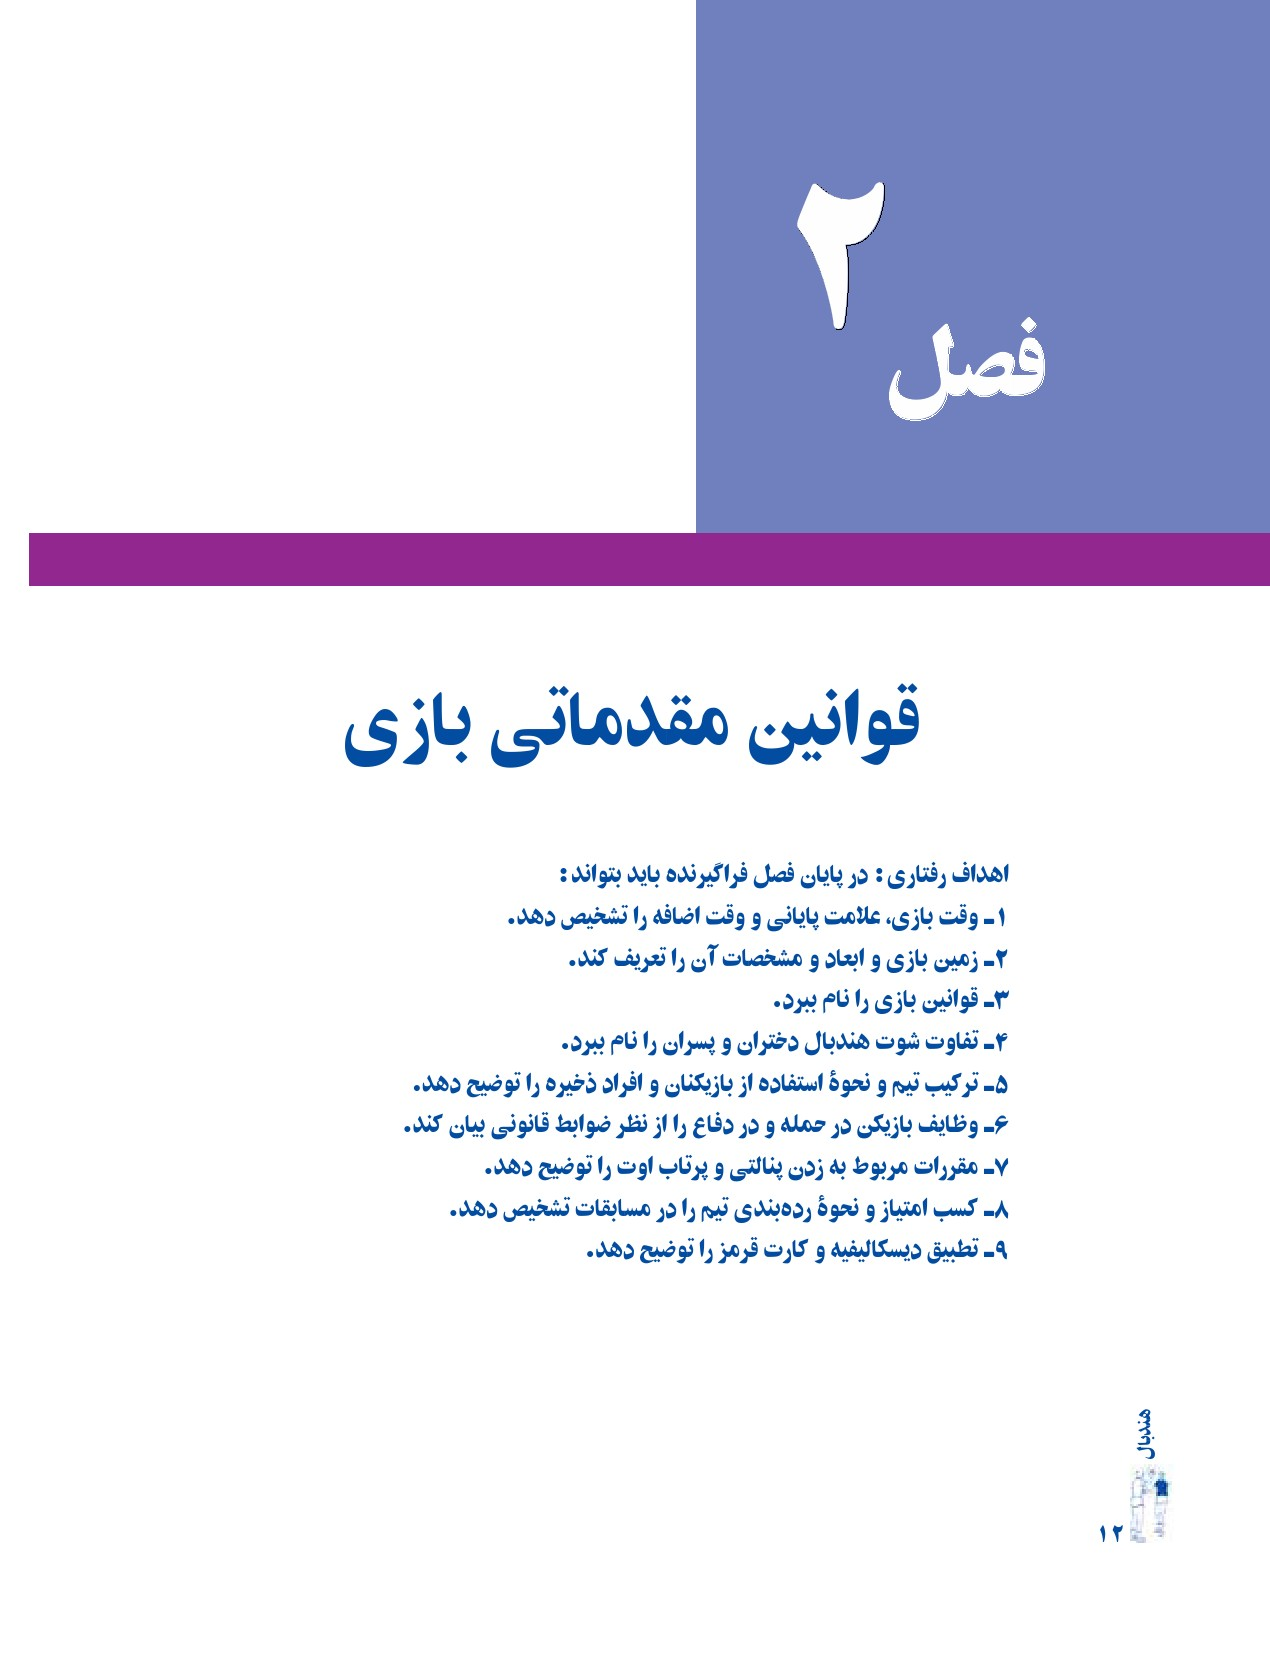 فصل ۲
قوانین مقدماتی بازی
اهداف رفتاری : در پایان فصل فراگیرنده باید بتواند :
۱ـ وقت بازی، علامت پایانی و وقت اضافه را تشخیص دهد.
۲ـ زمین بازی و ابعاد و مشخصات آن را تعریف کند.
۳ـ قوانین بازی را نام ببرد.
۴ـ تفاوت شوت هندبال دختران و پسران را نام ببرد.
۵ـ ترکیب تیم و نحوهٔ استفاده از بازیکنان و افراد ذخیره را توضیح دهد.
۶ـ وظایف بازیکن در حمله و در دفاع را از نظر ضوابط قانونی بیان کند.
۷ـ مقررات مربوط به زدن پنالتی و پرتاب اوت را توضیح دهد.
۸ـ کسب امتیاز و نحوهٔ رده‌بندی تیم را در مسابقات تشخیص دهد.
۹ـ تطبیق دیسکالیفیه و کارت قرمز را توضیح دهد.
هندبال
۱۲